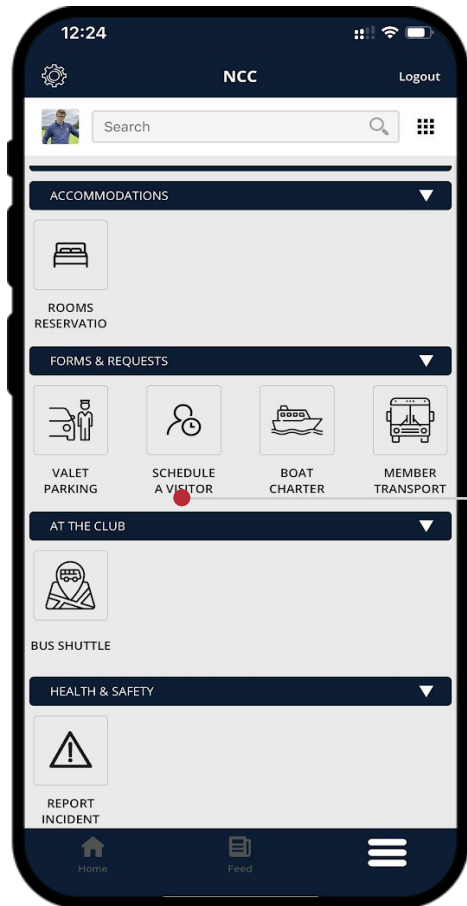 12:24
NCC
Logout
Search
ACCOMMODATIONS
ROOMS
RESERVATIO
FORMS & REQUESTS
VALET
PARKING
SCHEDULE
A VISITOR
BOAT
CHARTER
MEMBER
TRANSPORT
AT THE CLUB
BUS SHUTTLE
HEALTH & SAFETY
REPORT
INCIDENT
Home
Feed